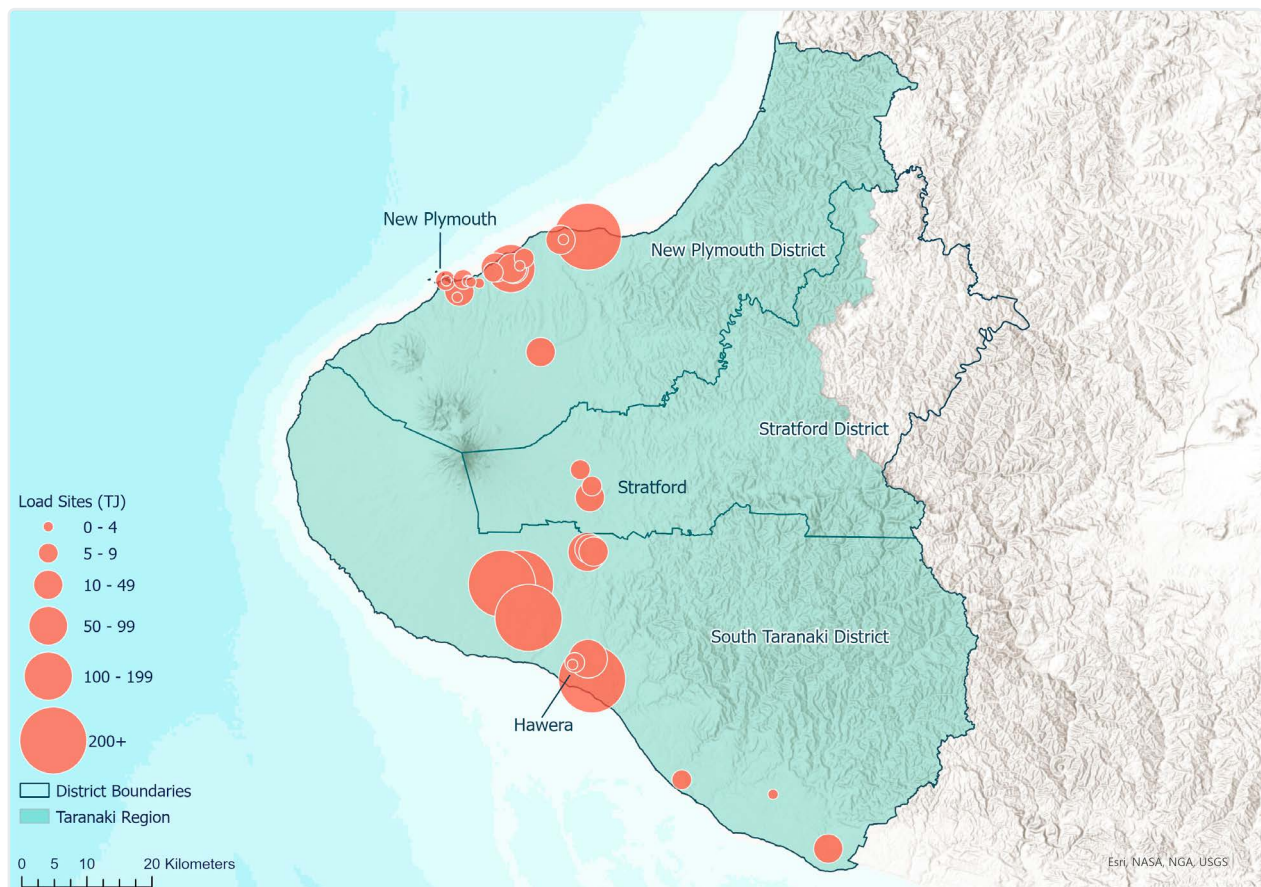 New Plymouth
New Plymouth District
Stratford District
Stratford
South Taranaki District
Hawera
Load Sites (TJ)
0 - 4
5 - 9
10 - 49
50 - 99
100 - 199
200+
District Boundaries
Taranaki Region
0 5 10 20 Kilometers
Esri, NASA, NGA, USGS